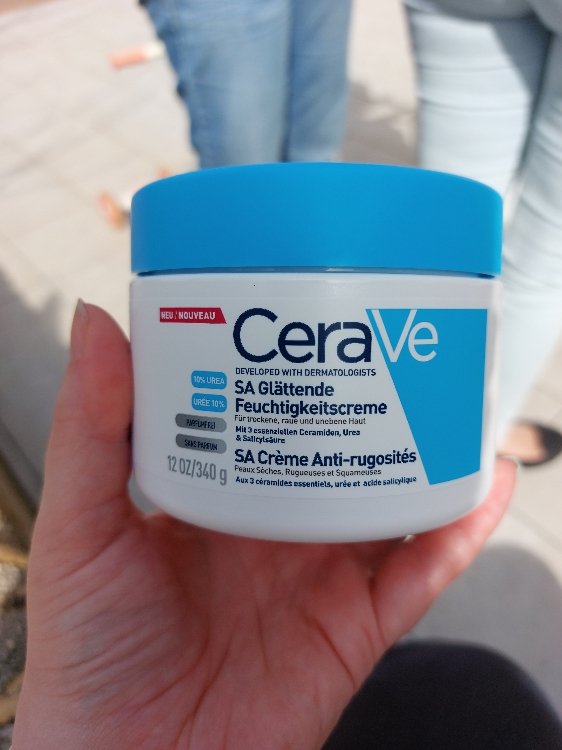 NEU / NOUVEAU
CeraVe
DEVELOPED WITH DERMATOLOGISTS
10% UREA
URÉE 10%
PARFUMFREI
SANS PARFUM
12 OZ/340 g
SA Glättende
Feuchtigkeitscreme
Für trockene, raue und unebene Haut
Mit 3 essenziellen Ceramiden, Urea
& Salicylsäure
SA Crème Anti-rugosités
Peaux Sèches, Rugueuses et Squameuses
Aux 3 céramides essentiels, urée et acide salicylique